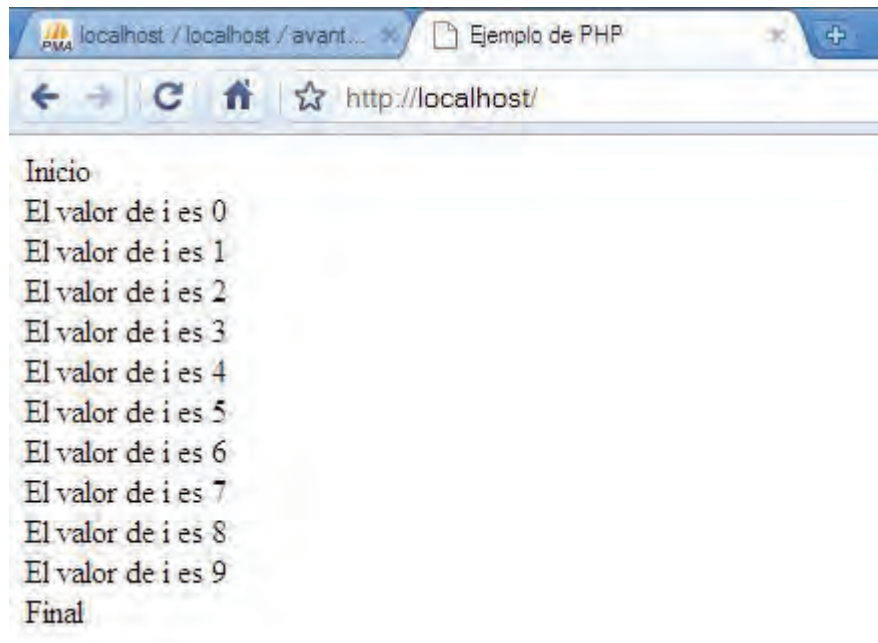 PMA localhost / localhost / avant... Ejemplo de PHP
http://localhost/
Inicio
El valor de i es 0
El valor de i es 1
El valor de i es 2
El valor de i es 3
El valor de i es 4
El valor de i es 5
El valor de i es 6
El valor de i es 7
El valor de i es 8
El valor de i es 9
Final